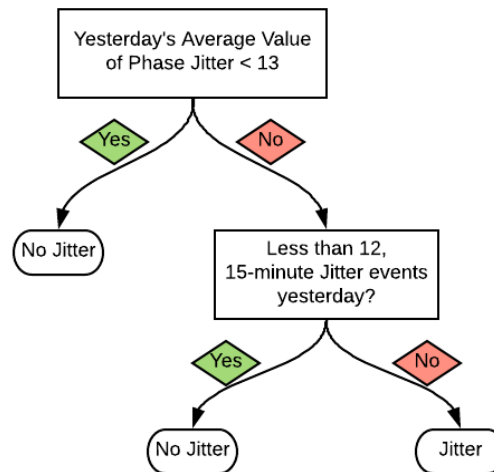 Yesterday's Average Value
of Phase Jitter < 13
Yes
No
No Jitter
Less than 12,
15-minute Jitter events
yesterday?
Yes
No
No Jitter
Jitter